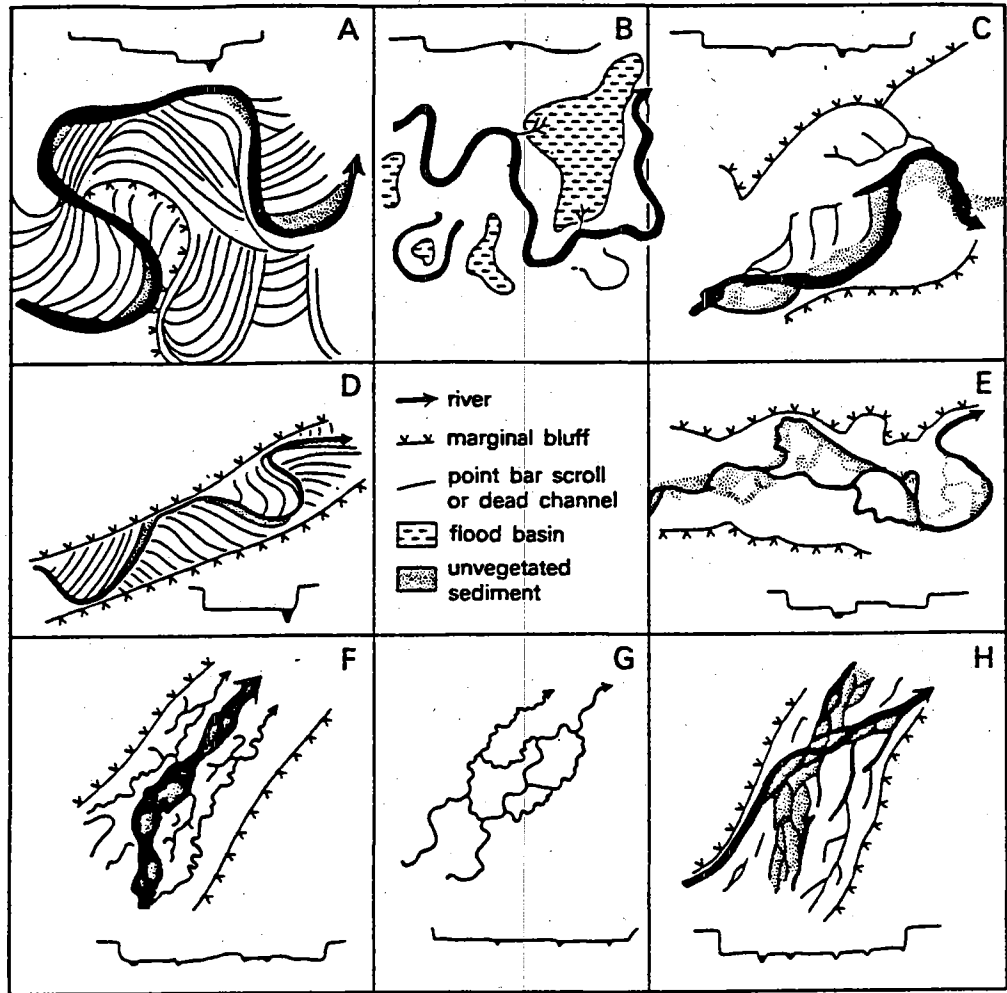 A
B
C
D
river
marginal bluff
point bar scroll
or dead channel
flood basin
unvegetated
sediment
E
F
G
H